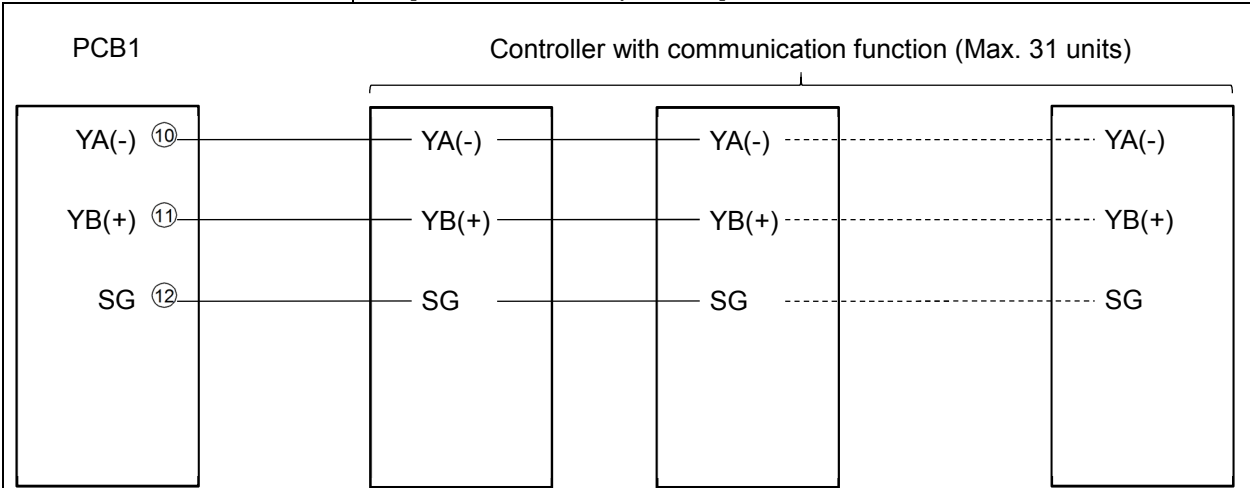 PCB1
Controller with communication function (Max. 31 units)
YA(-) ⑩ YA(-) YA(-) YA(-)
YB(+) ⑪ YB(+) YB(+) YB(+)
SG ⑫ SG SG SG